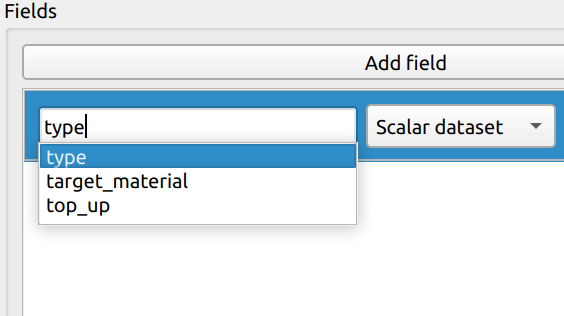 Fields
Add field
type
Scalar dataset
type
target_material
top_up